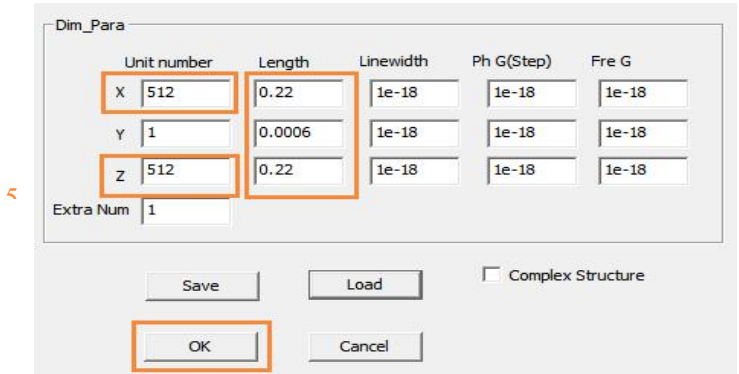 Dim_Para
Unit number Length Linewidth Ph G(Step) Fre G
X 512 0.22 1e-18 1e-18 1e-18
Y 1 0.0006 1e-18 1e-18 1e-18
Z 512 0.22 1e-18 1e-18 1e-18
Extra Num 1
Save Load Complex Structure
OK Cancel